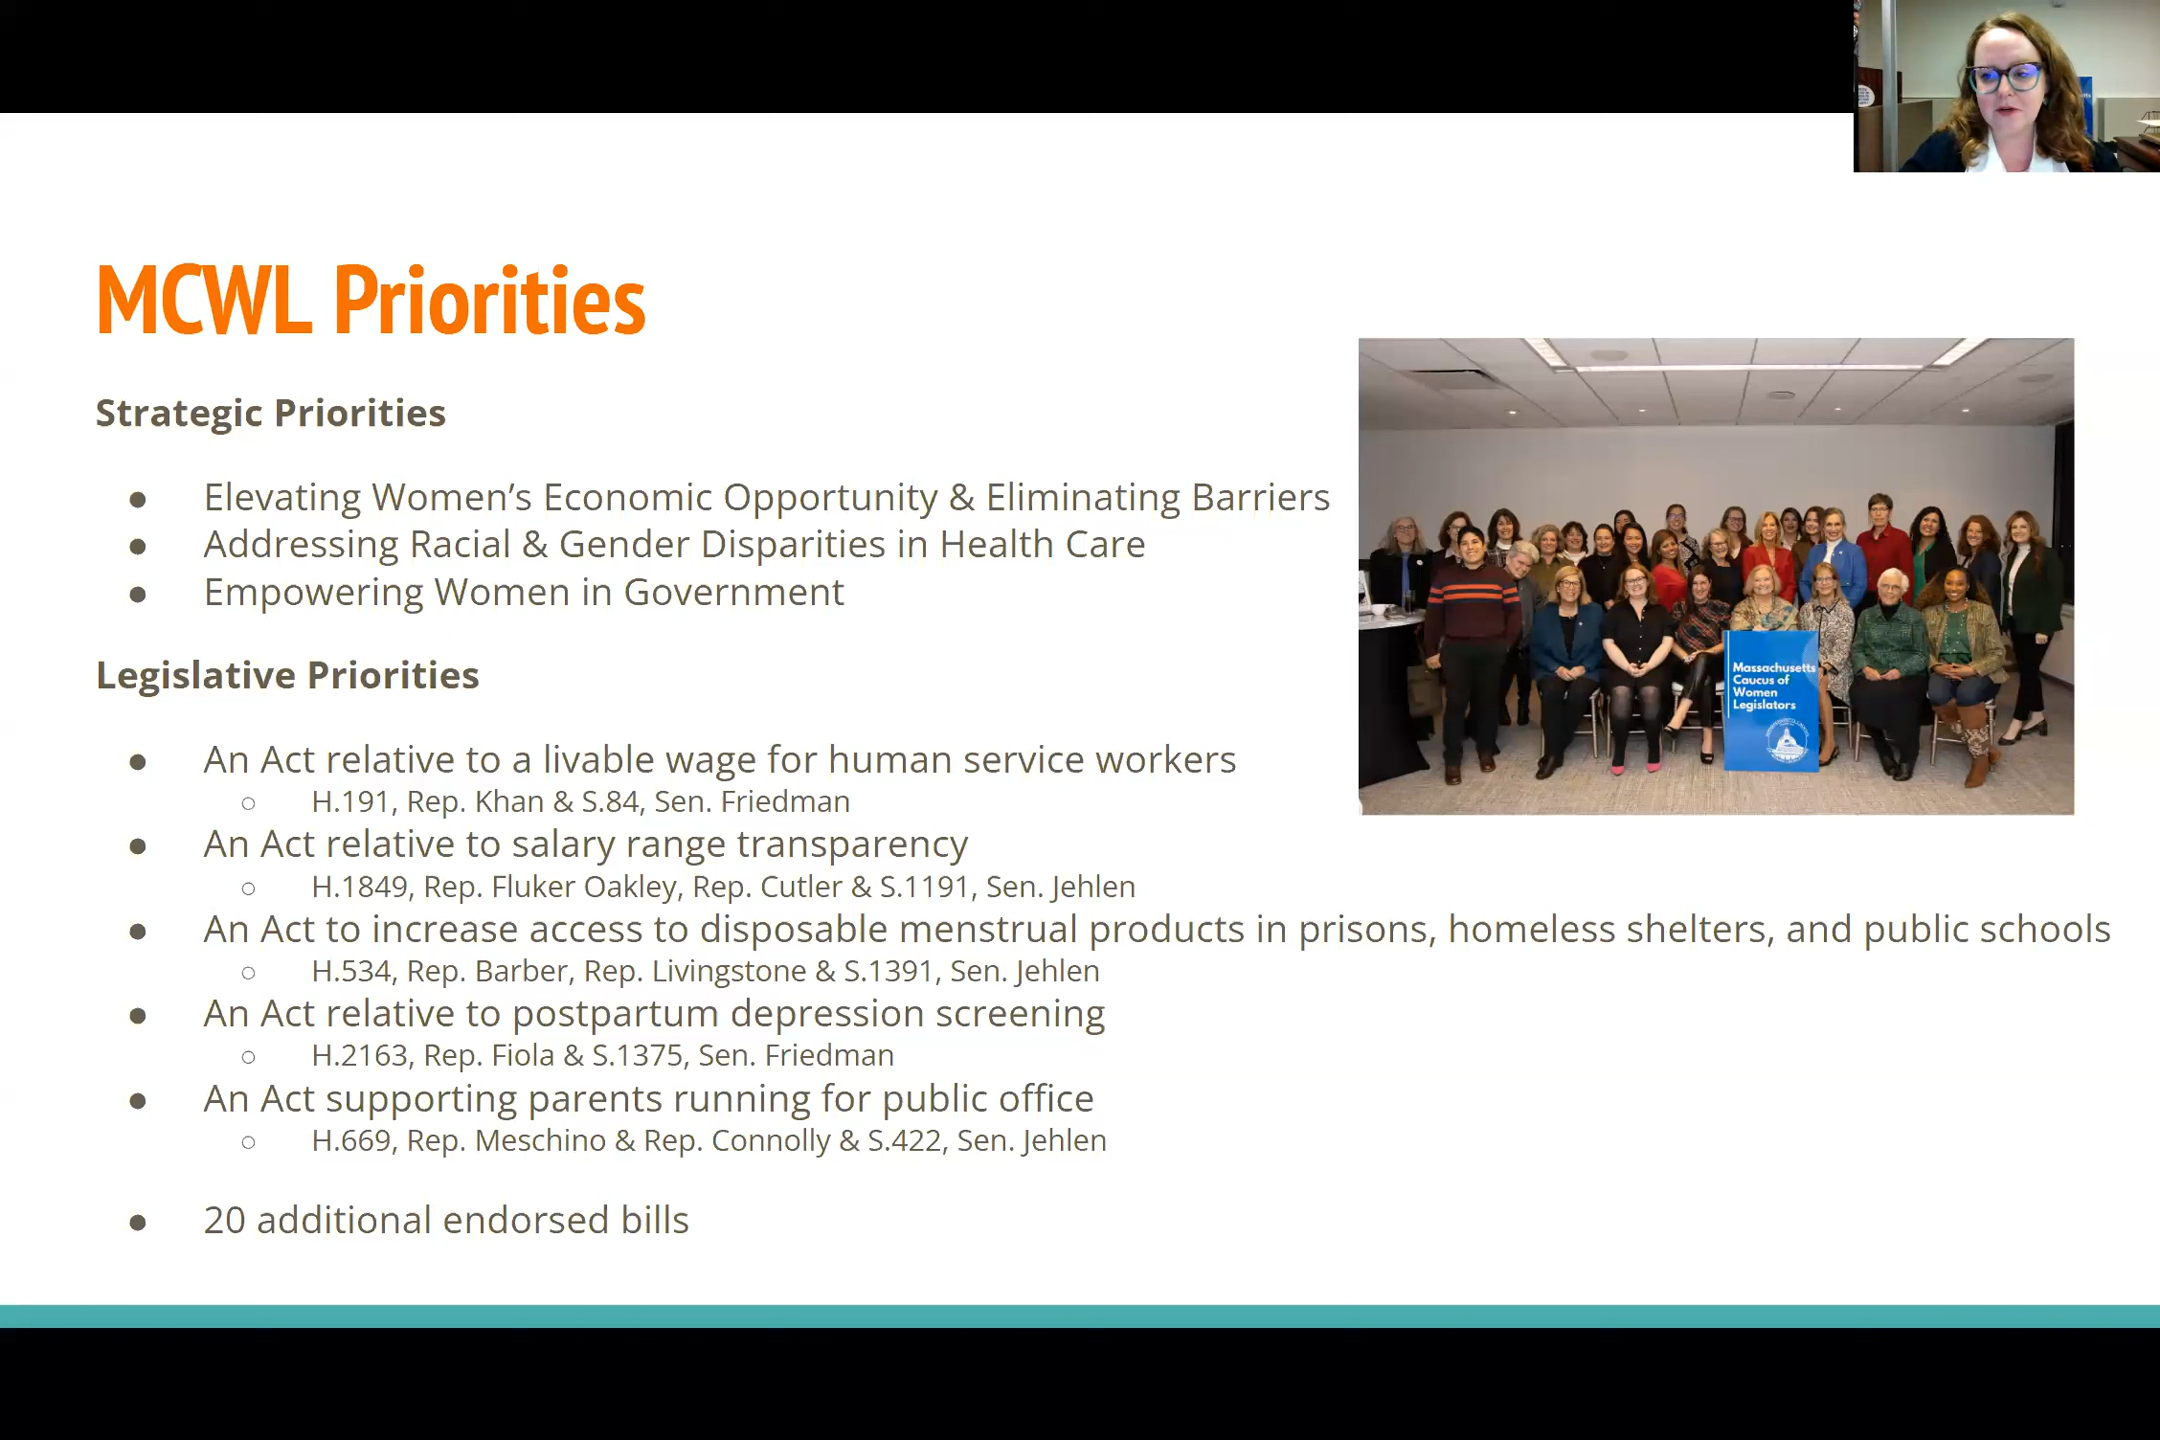 MCWL Priorities
Strategic Priorities
● Elevating Women’s Economic Opportunity & Eliminating Barriers
● Addressing Racial & Gender Disparities in Health Care
● Empowering Women in Government
Legislative Priorities
● An Act relative to a livable wage for human service workers
○ H.191, Rep. Khan & S.84, Sen. Friedman
● An Act relative to salary range transparency
○ H.1849, Rep. Fluker Oakley, Rep. Cutler & S.1191, Sen. Jehlen
● An Act to increase access to disposable menstrual products in prisons, homeless shelters, and public schools
○ H.534, Rep. Barber, Rep. Livingstone & S.1391, Sen. Jehlen
● An Act relative to postpartum depression screening
○ H.2163, Rep. Fiola & S.1375, Sen. Friedman
● An Act supporting parents running for public office
○ H.669, Rep. Meschino & Rep. Connolly & S.422, Sen. Jehlen
● 20 additional endorsed bills
Massachusetts
Caucus of
Women
Legislators